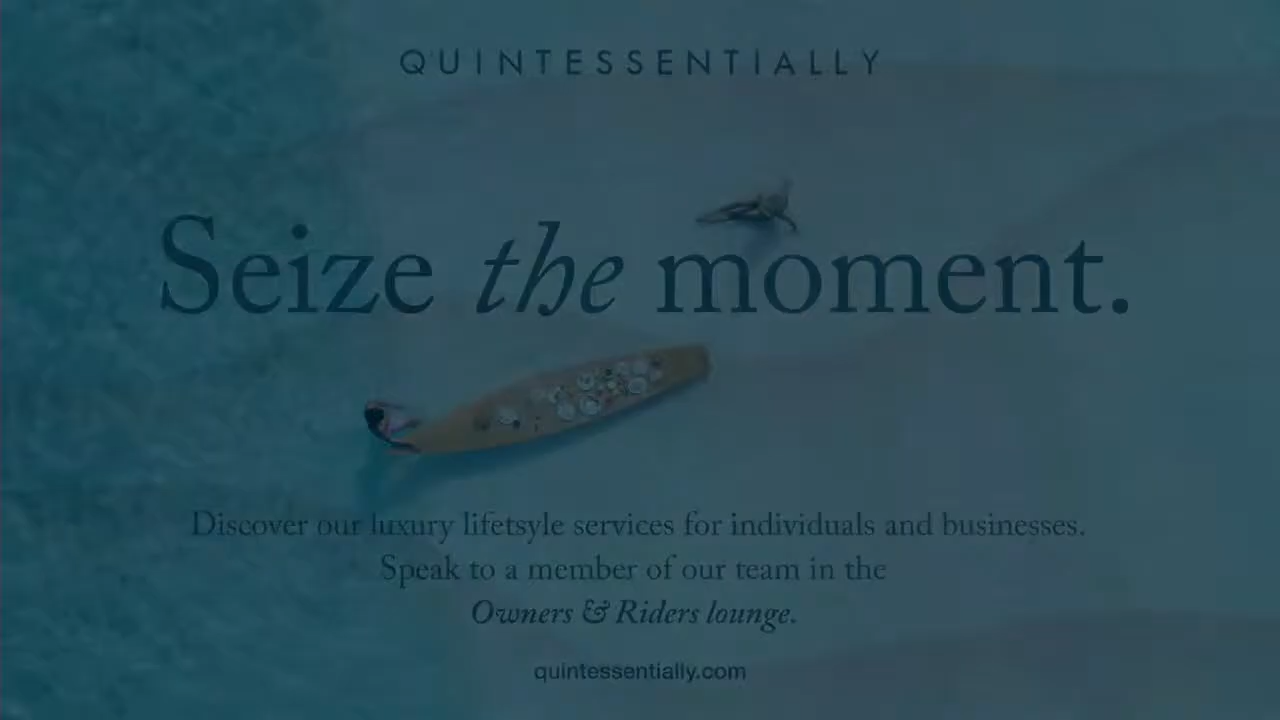 QUINTESSENTIALLY
Seize the moment.
Discover our luxury lifetsyle services for individuals and businesses.
Speak to a member of our team in the
Owners & Riders lounge.
quintessentially.com